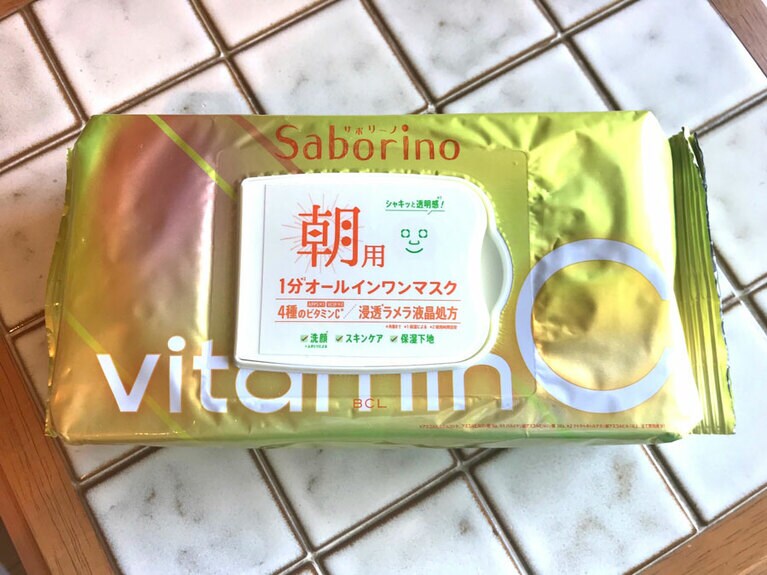 サボリーノ
Saborino
シャキッと透明感!
朝用
1分オールインワンマスク
4種のビタミンC／浸透ラメラ液晶処方
洗顔 スキンケア 保湿下地
vitaminC
BCL